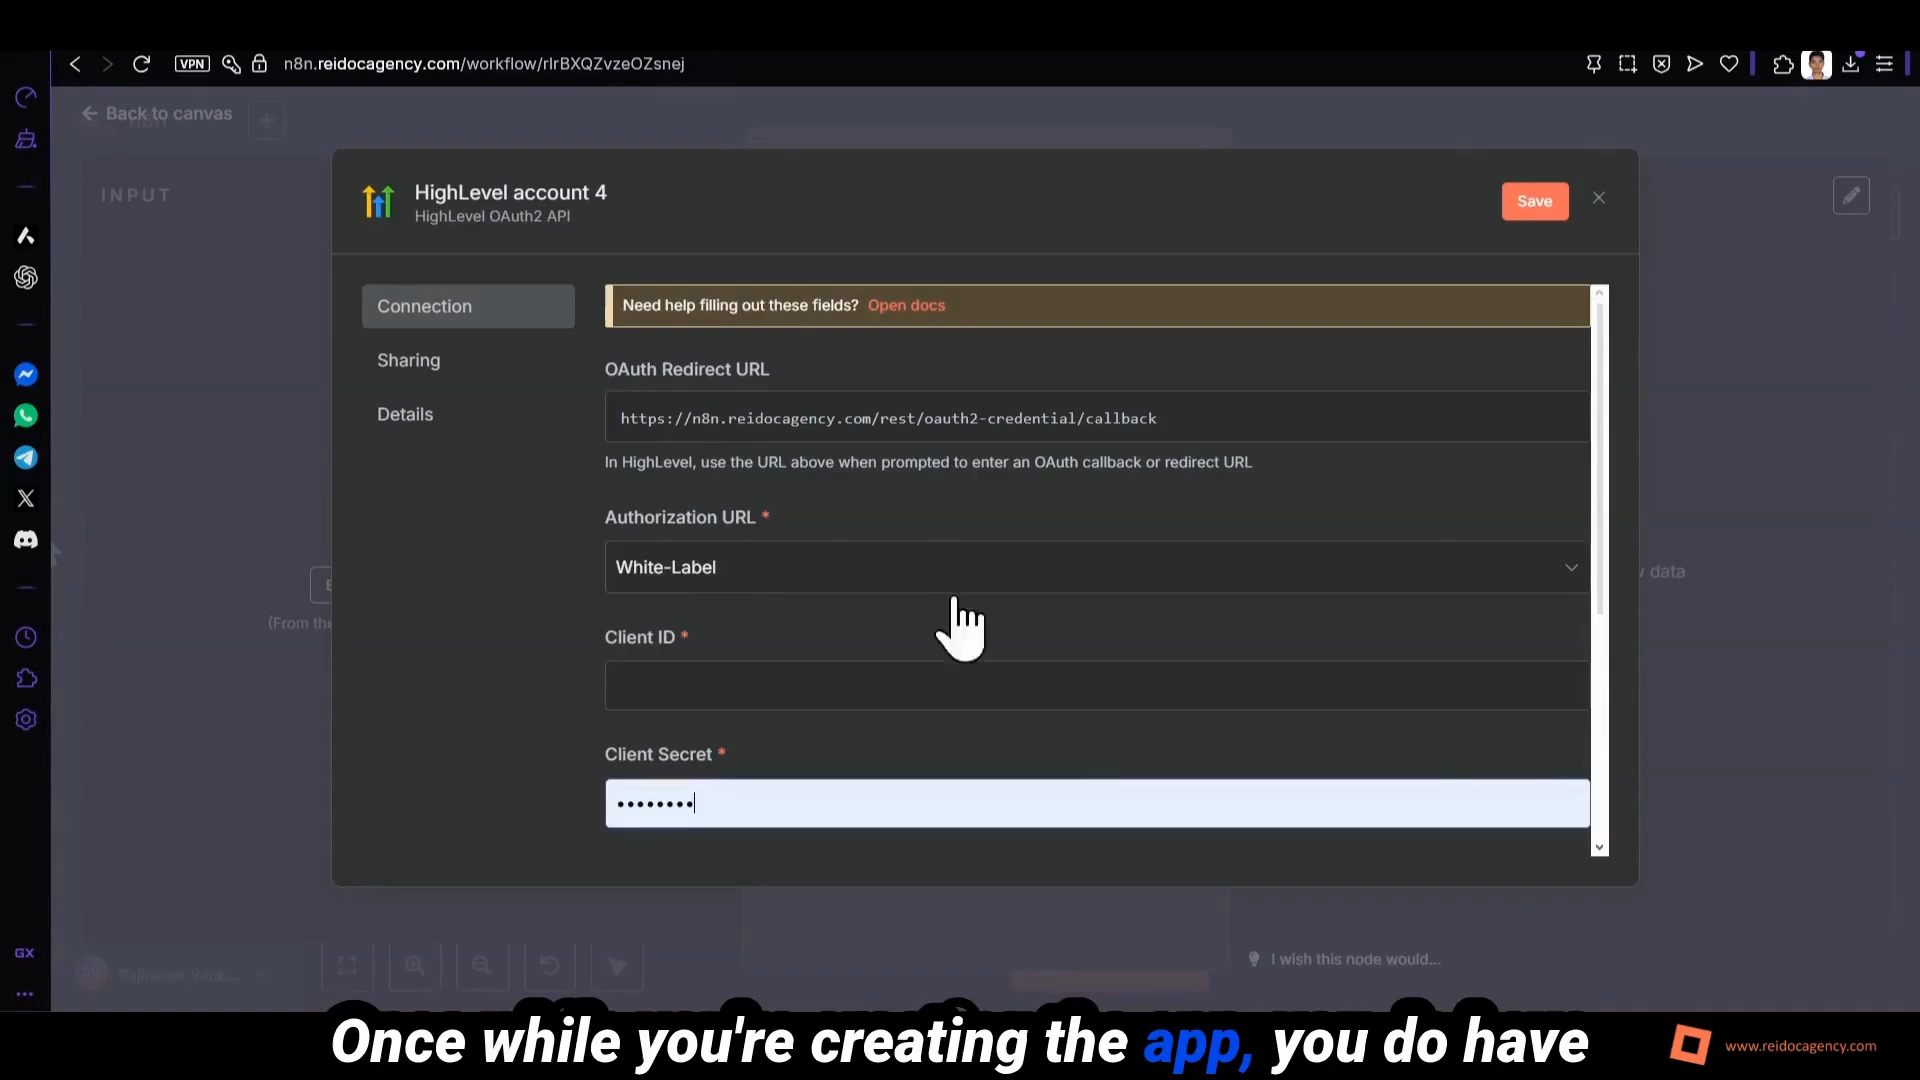 VPN
n8n.reidocagency.com/workflow/rIrBXQZvzeOZsnej
Back to canvas
INPUT
HighLevel account 4
HighLevel OAuth2 API
Save
Connection
Sharing
Details
Need help filling out these fields? Open docs
OAuth Redirect URL
https://n8n.reidocagency.com/rest/oauth2-credential/callback
In HighLevel, use the URL above when prompted to enter an OAuth callback or redirect URL
Authorization URL *
White-Label
Client ID *
Client Secret *
••••••••
(From the
data
GX
I wish this node would...
Once while you're creating the app, you do have
www.reidocagency.com